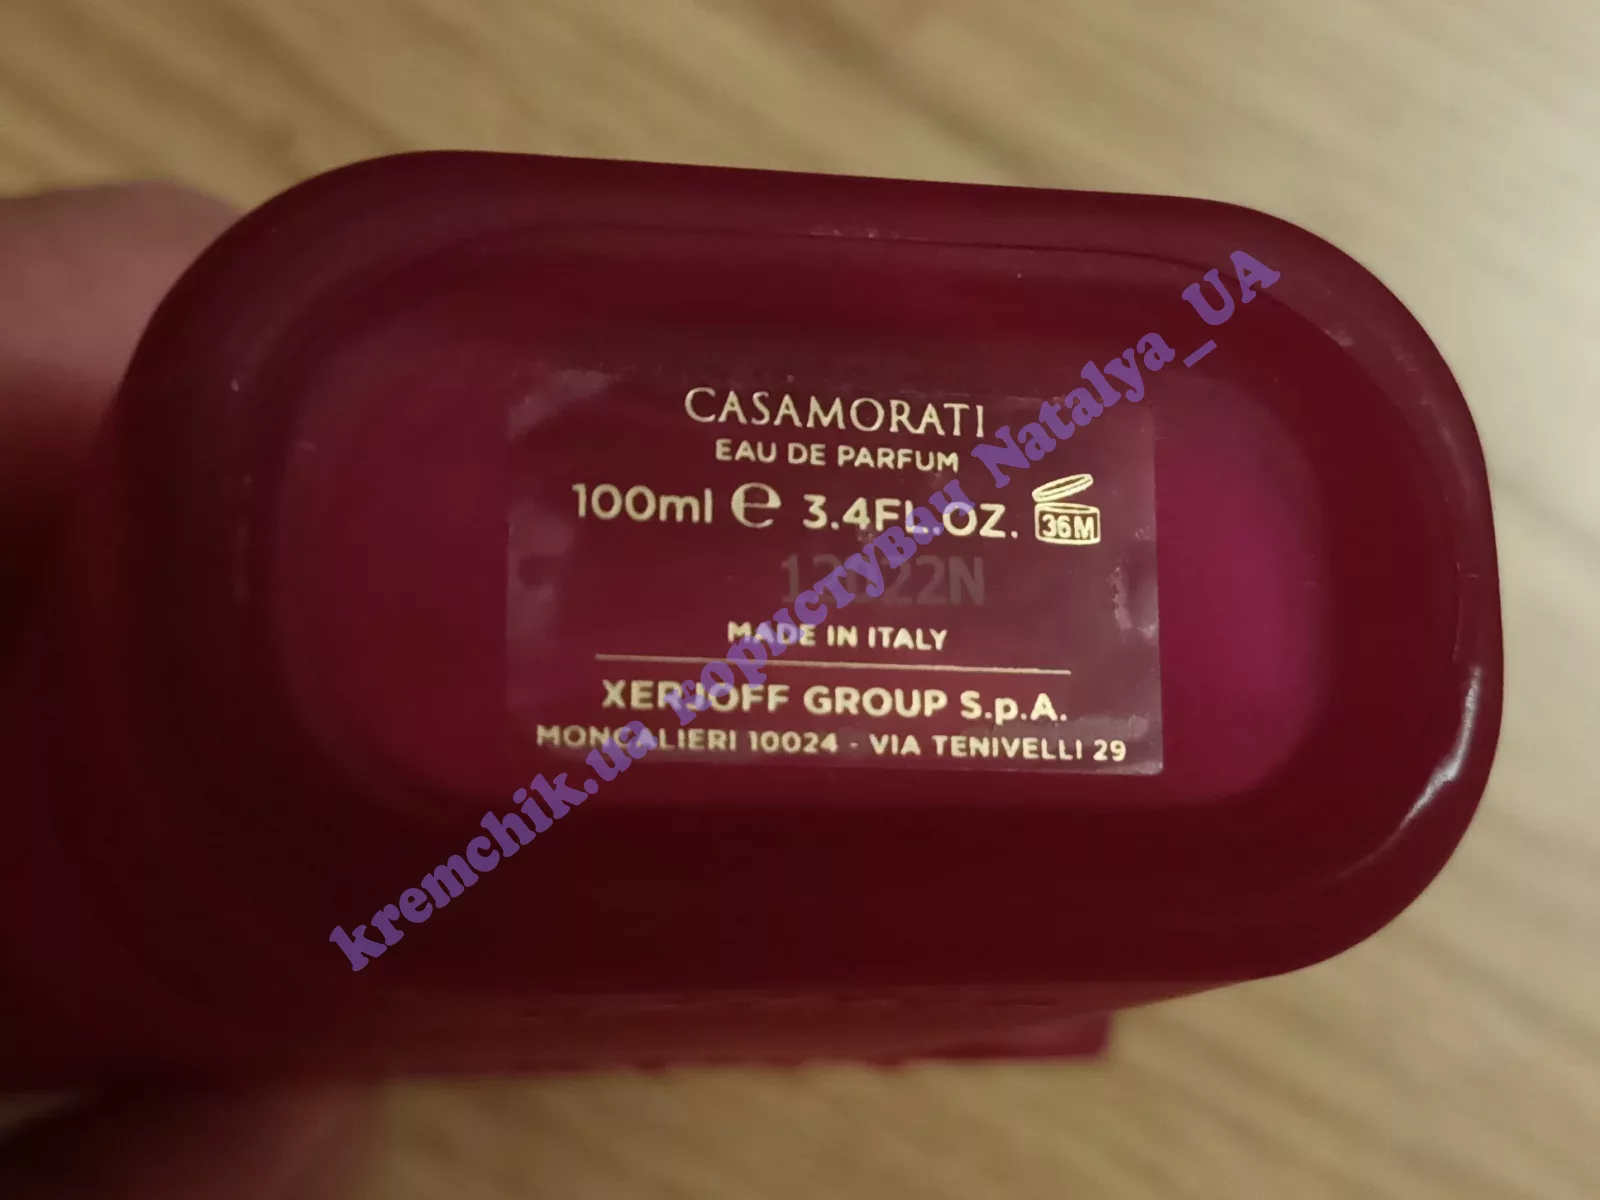 CASAMORATI
EAU DE PARFUM
100ml ℮ 3.4FL.OZ. 36M
MADE IN ITALY
XERJOFF GROUP S.p.A.
MONCALIERI 10024 - VIA TENIVELLI 29
kremchik.ua користувач Natalya_UA